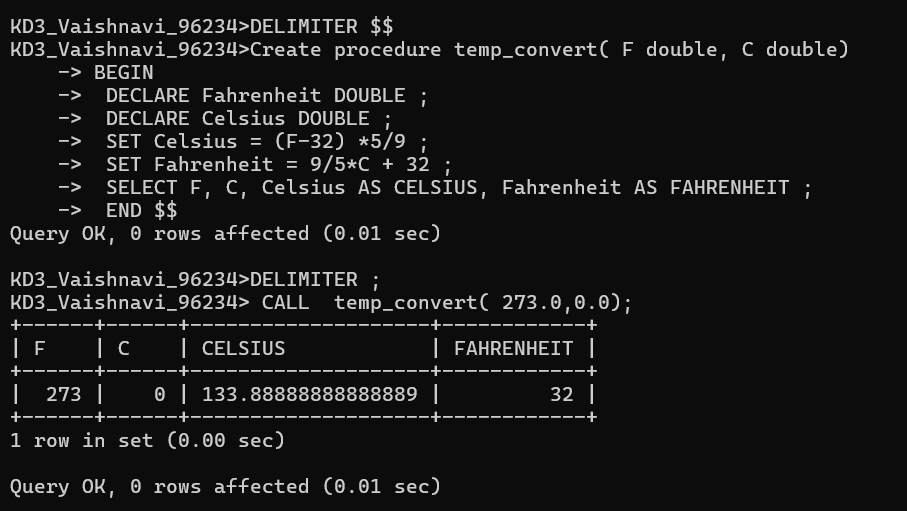 KD3_Vaishnavi_96234>DELIMITER $$
KD3_Vaishnavi_96234>Create procedure temp_convert( F double, C double)
    -> BEGIN
    ->  DECLARE Fahrenheit DOUBLE ;
    ->  DECLARE Celsius DOUBLE ;
    ->  SET Celsius = (F-32) *5/9 ;
    ->  SET Fahrenheit = 9/5*C + 32 ;
    ->  SELECT F, C, Celsius AS CELSIUS, Fahrenheit AS FAHRENHEIT ;
    ->  END $$
Query OK, 0 rows affected (0.01 sec)

KD3_Vaishnavi_96234>DELIMITER ;
KD3_Vaishnavi_96234> CALL  temp_convert( 273.0,0.0);
+------+------+--------------------+------------+
| F    | C    | CELSIUS            | FAHRENHEIT |
+------+------+--------------------+------------+
|  273 |    0 | 133.88888888888889 |         32 |
+------+------+--------------------+------------+
1 row in set (0.00 sec)

Query OK, 0 rows affected (0.01 sec)